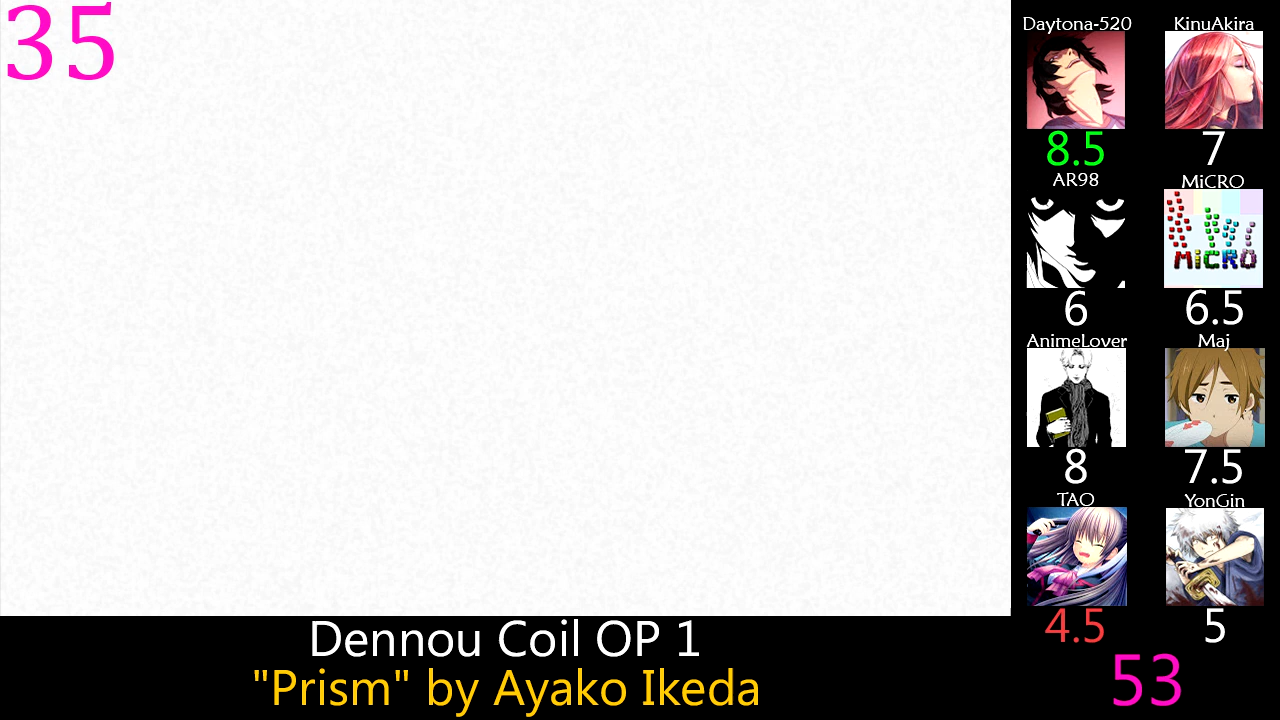 35
Daytona-520
KinuAkira
8.5
7
AR98
MiCRO
MiCRO
6
6.5
AnimeLover
Maj
8
7.5
TAO
YonGin
4.5
5
Dennou Coil OP 1
"Prism" by Ayako Ikeda
53